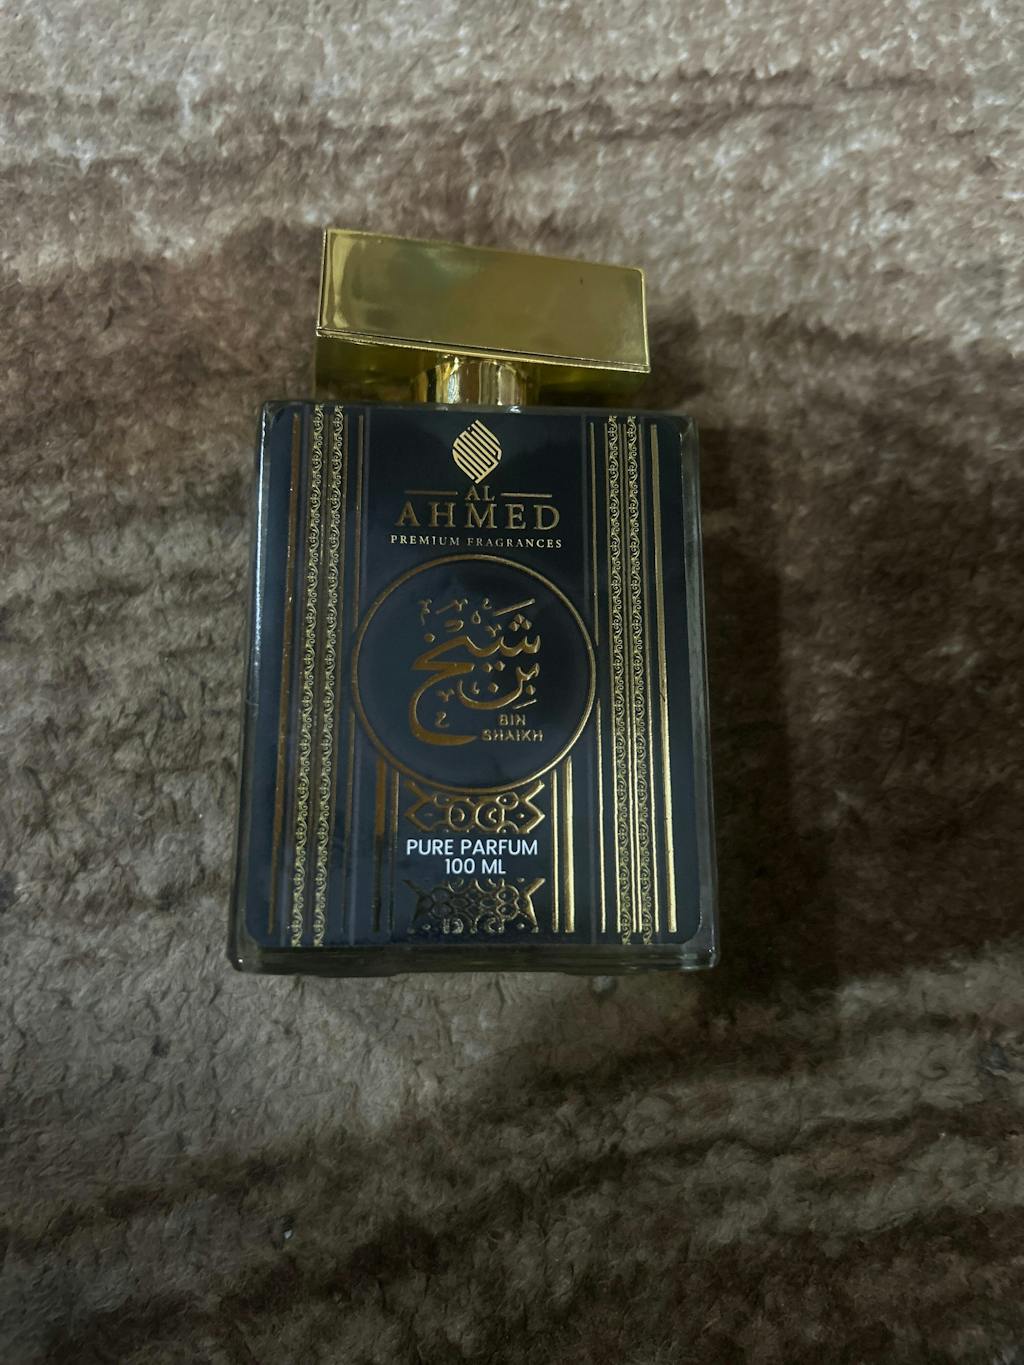 AL
AHMED
PREMIUM FRAGRANCES
شيخ
بن
BIN
SHAIKH
PURE PARFUM
100 ML